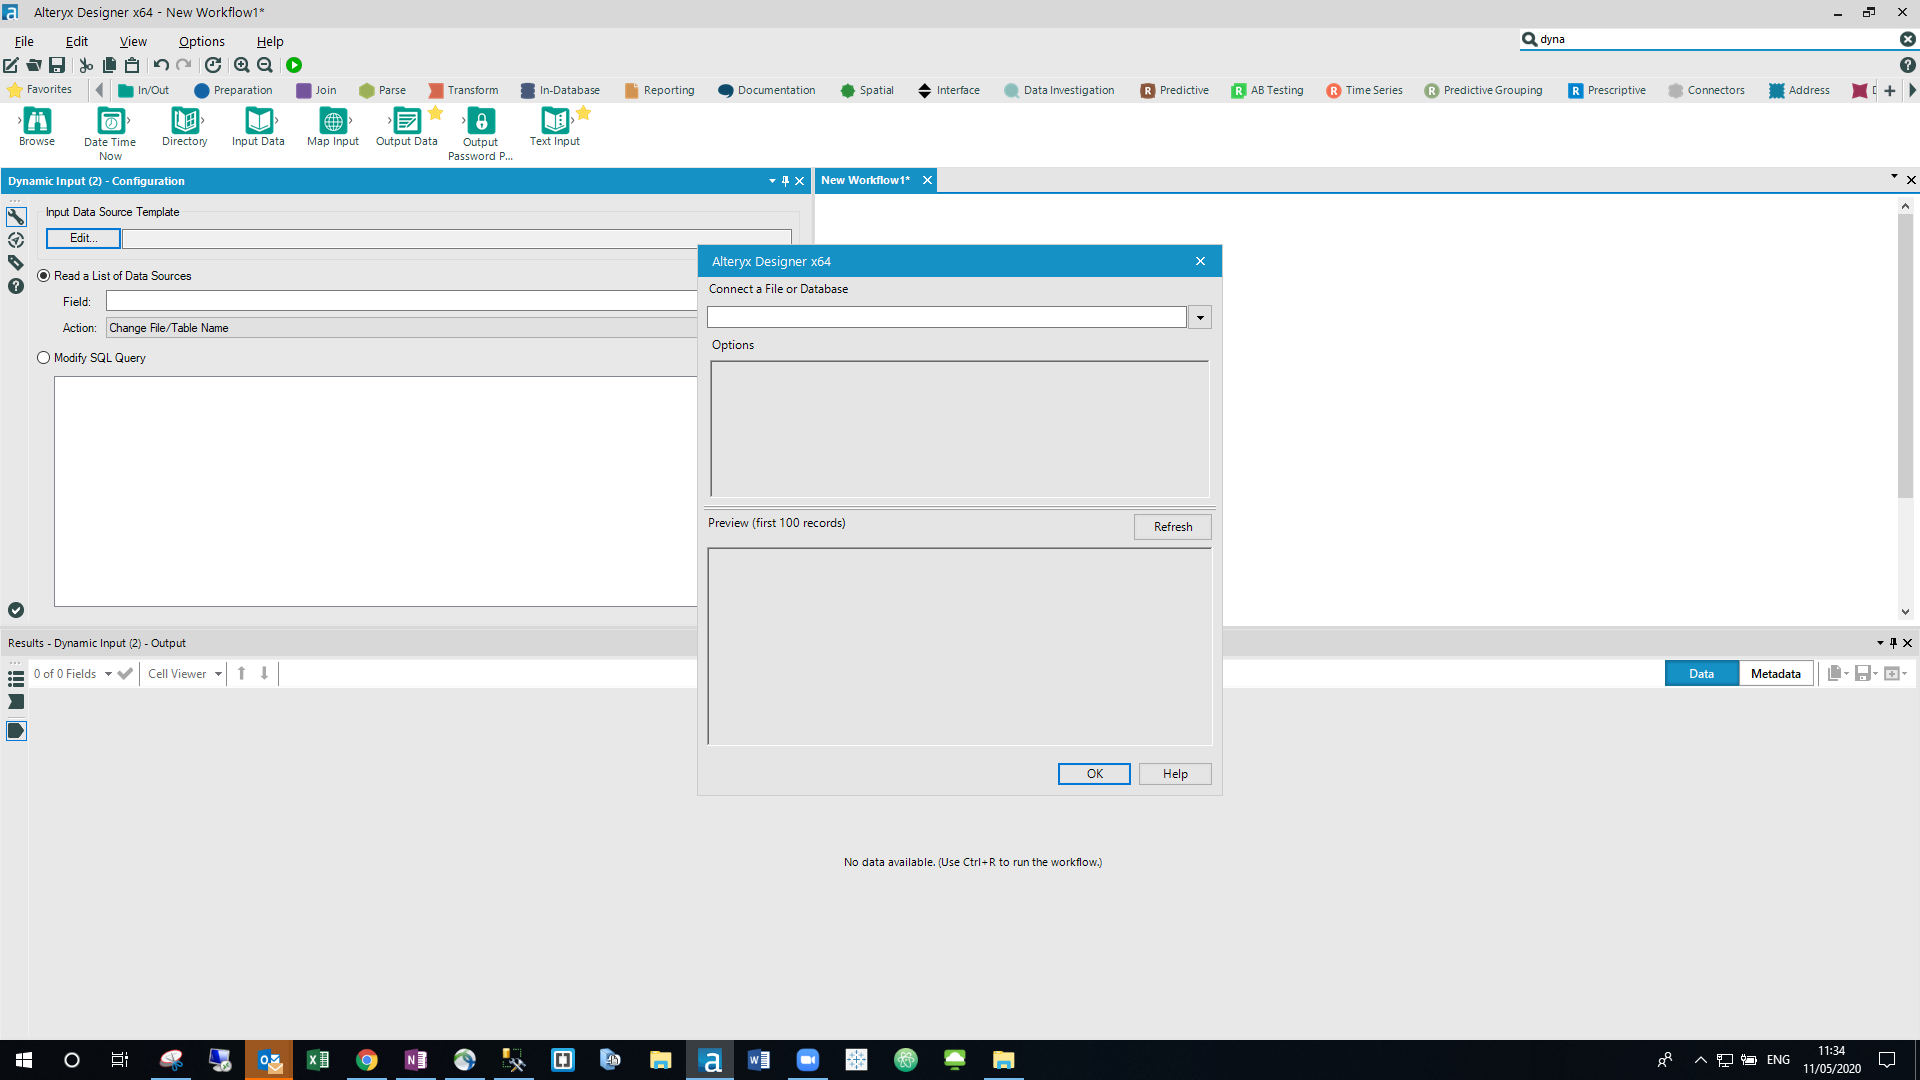 Alteryx Designer x64 - New Workflow1*
File Edit View Options Help
dyna
Favorites In/Out Preparation Join Parse Transform In-Database Reporting Documentation Spatial Interface Data Investigation Predictive AB Testing Time Series Predictive Grouping Prescriptive Connectors Address
Browse Date Time Now Directory Input Data Map Input Output Data Output Password P... Text Input
Dynamic Input (2) - Configuration
New Workflow1*
Input Data Source Template
Edit...
Read a List of Data Sources
Field:
Action: Change File/Table Name
Modify SQL Query
Alteryx Designer x64
Connect a File or Database
Options
Preview (first 100 records)
Refresh
OK Help
Results - Dynamic Input (2) - Output
0 of 0 Fields Cell Viewer
Data Metadata
No data available. (Use Ctrl+R to run the workflow.)
ENG
11:34
11/05/2020